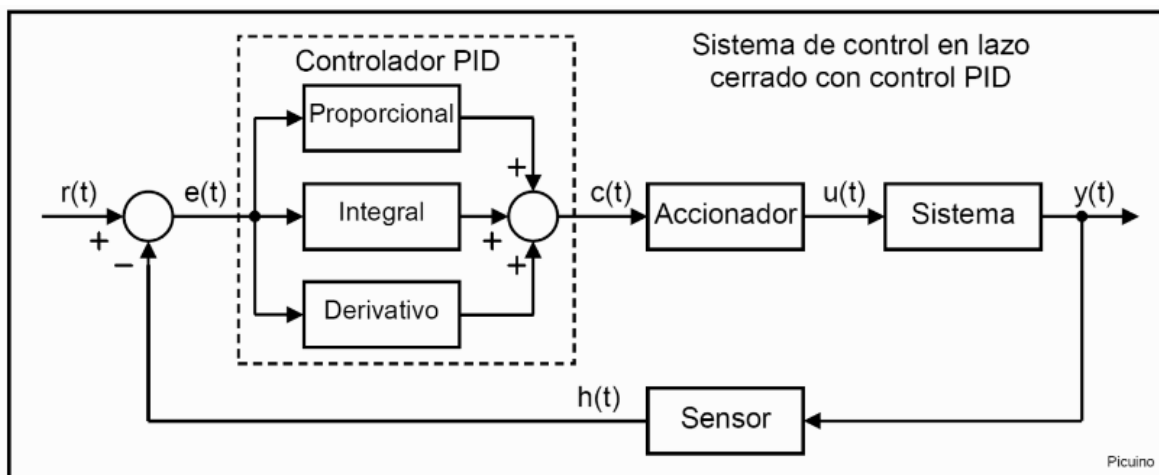 Sistema de control en lazo
cerrado con control PID
Controlador PID
Proporcional
r(t)
+
−
e(t)
Integral
Derivativo
+
+
+
c(t)
Accionador
u(t)
Sistema
y(t)
h(t)
Sensor
Picuino